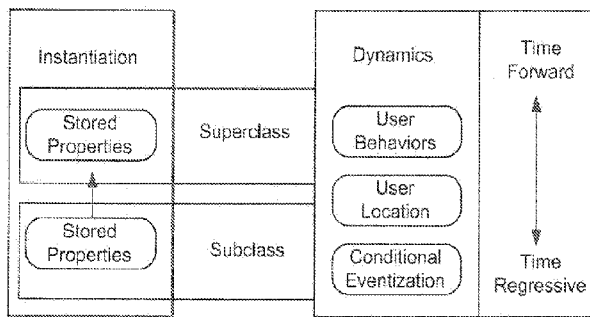 Instantiation
Dynamics
Time
Forward
Stored
Properties
Superclass
User
Behaviors
User
Location
Stored
Properties
Subclass
Conditional
Eventization
Time
Regressive